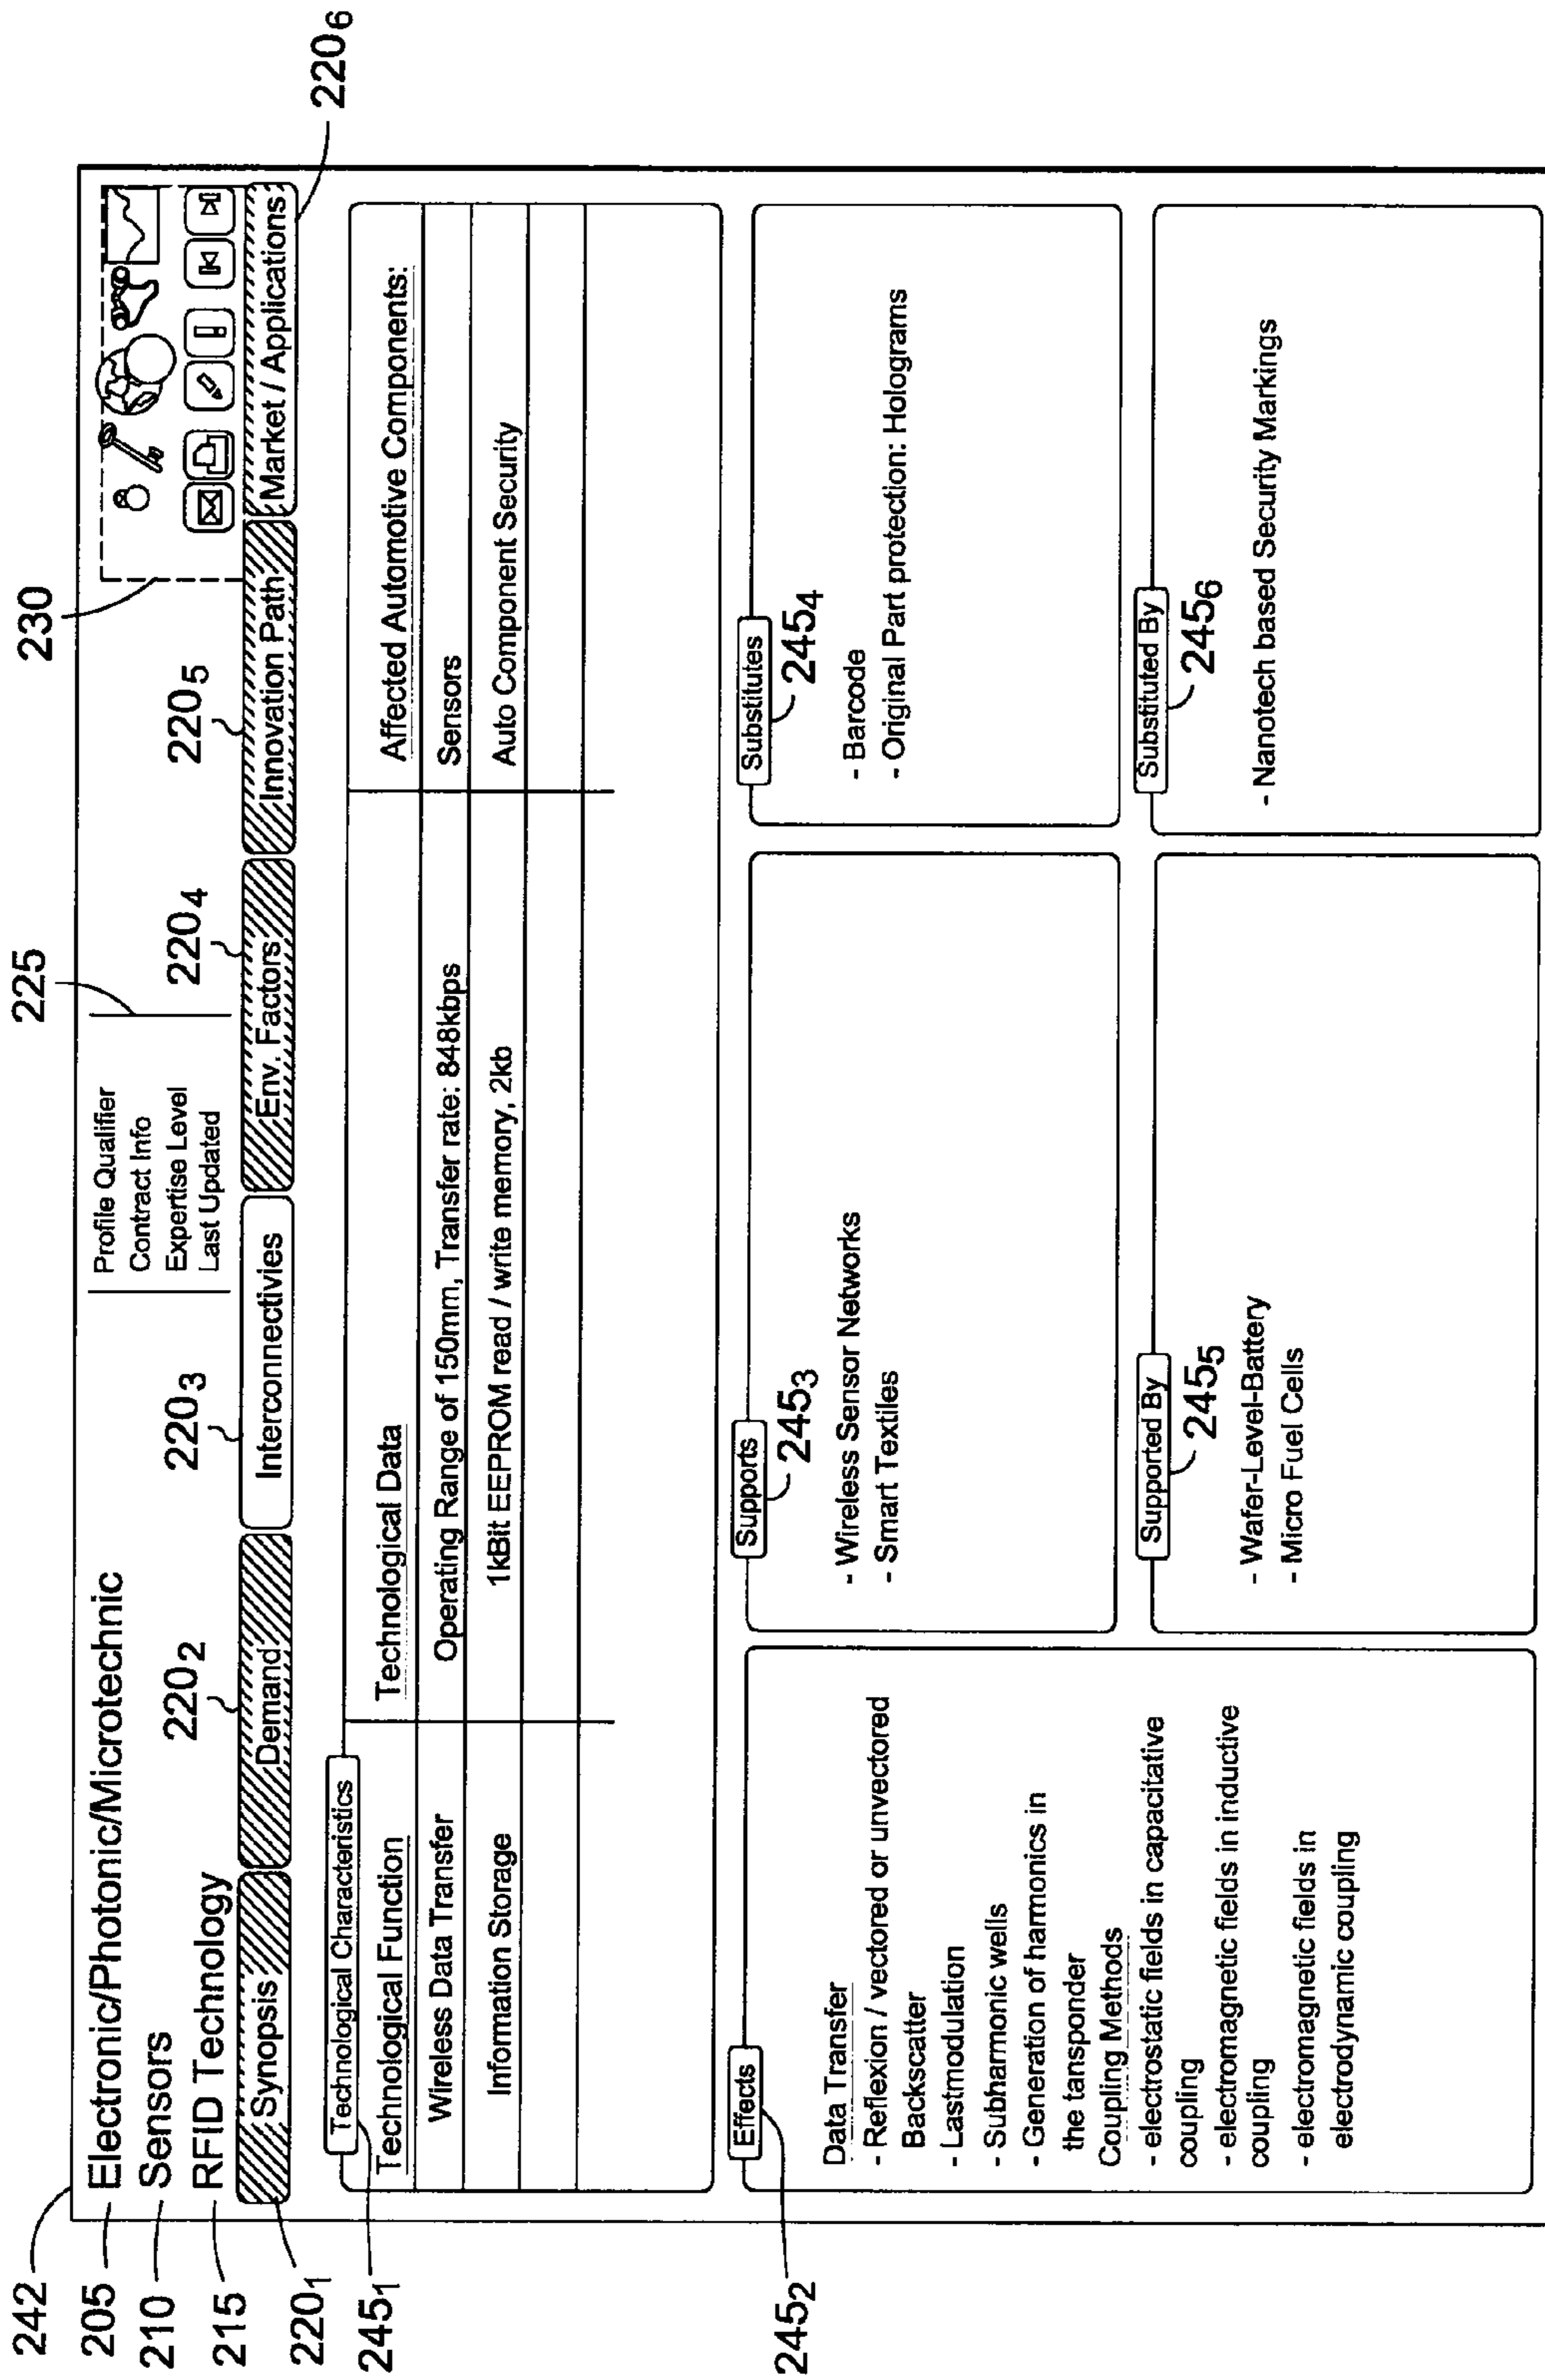 242
205
Electronic/Photonic/Microtechnic
210
Sensors
215
RFID Technology
Profile Qualifier
Contract Info
Expertise Level
Last Updated
225
230
220₁
Synopsis
220₂
Demand
220₃
Interconnectivies
220₄
Env. Factors
220₅
Innovation Path
220₆
Market / Applications
245₁
Technological Characteristics
Technological Function
Technological Data
Affected Automotive Components:
Wireless Data Transfer
Operating Range of 150mm, Transfer rate: 848kbps
Sensors
Information Storage
1kBit EEPROM read / write memory, 2kb
Auto Component Security
245₂
Effects
Data Transfer
- Reflexion / vectored or unvectored
Backscatter
- Lastmodulation
- Subharmonic wells
- Generation of harmonics in
the tansponder
Coupling Methods
- electrostatic fields in capacitative
coupling
- electromagnetic fields in inductive
coupling
- electromagnetic fields in
electrodynamic coupling
Supports
245₃
- Wireless Sensor Networks
- Smart Textiles
Substitutes
245₄
- Barcode
- Original Part protection: Holograms
Supported By
245₅
- Wafer-Level-Battery
- Micro Fuel Cells
Substituted By
245₆
- Nanotech based Security Markings